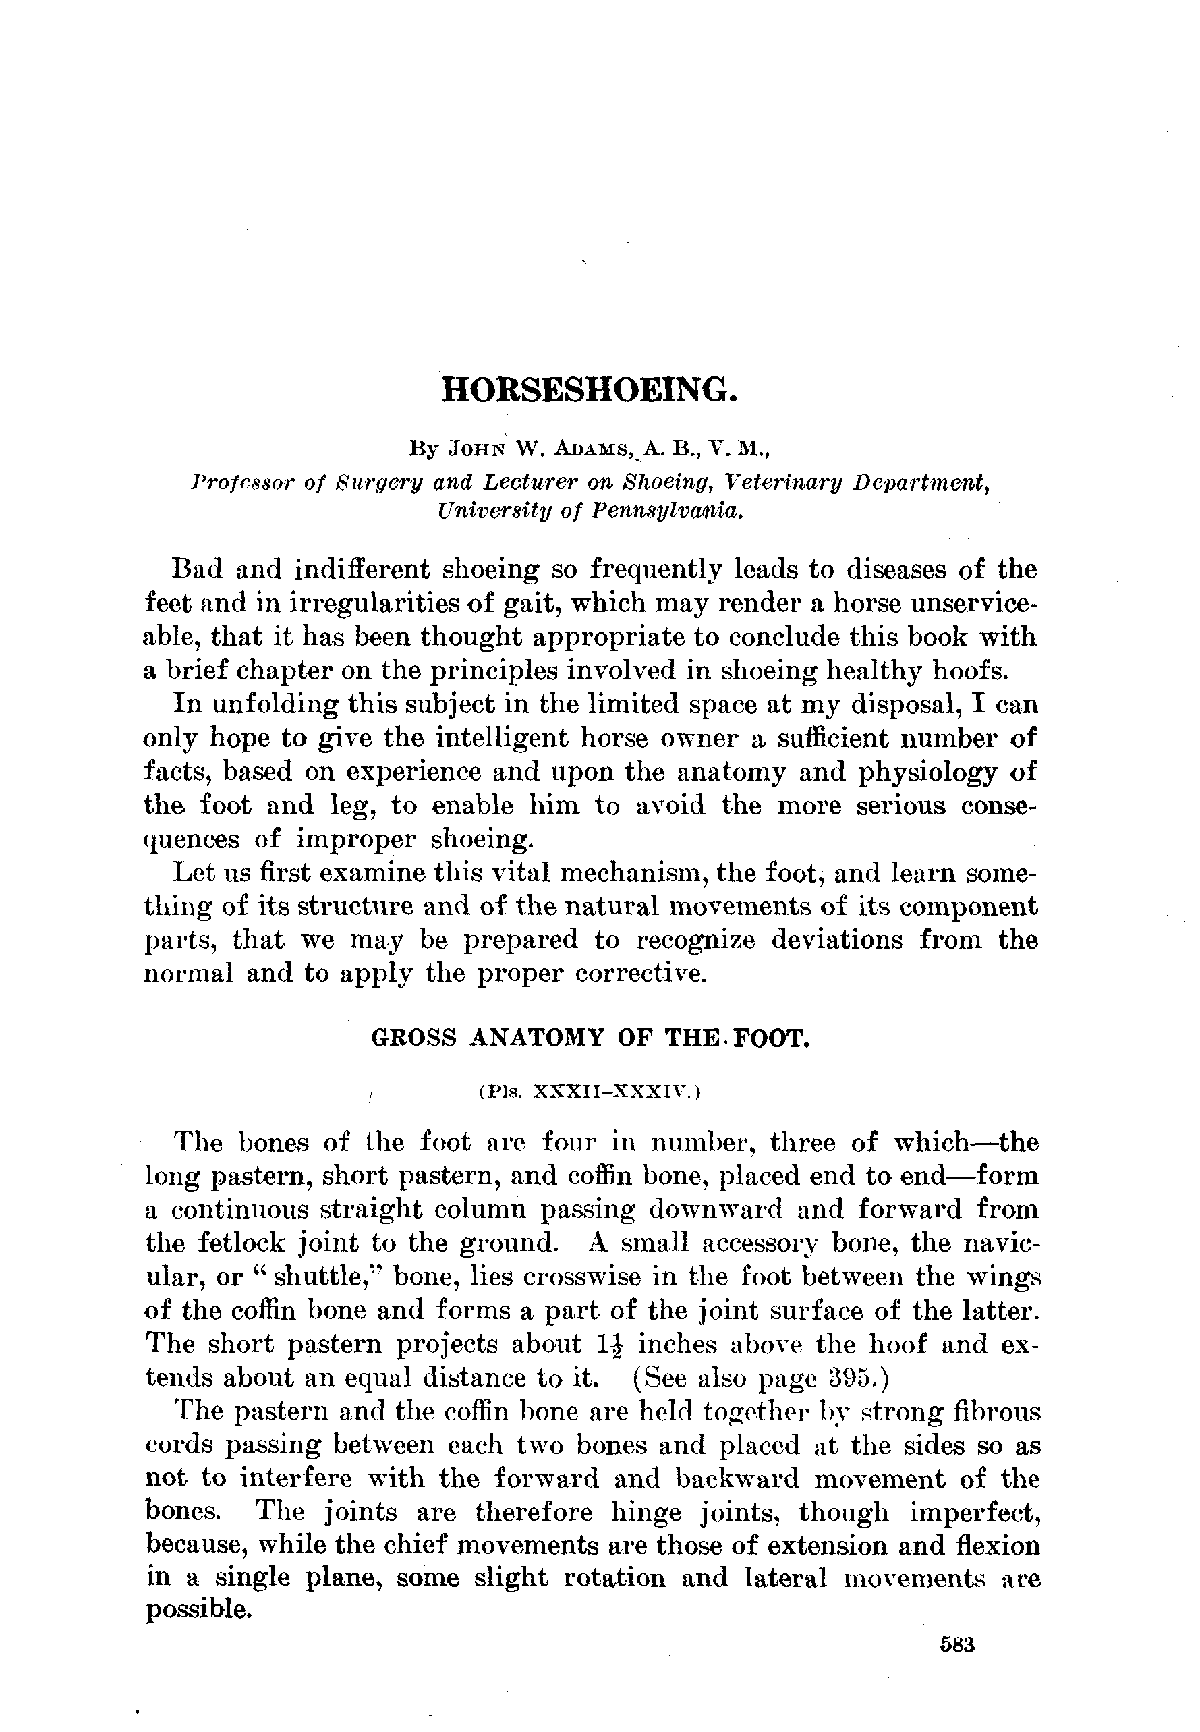 HORSESHOEING.
By JOHN W. ADAMS, A. B., V. M.,
Professor of Surgery and Lecturer on Shoeing, Veterinary Department,
University of Pennsylvania.
Bad and indifferent shoeing so frequently leads to diseases of the
feet and in irregularities of gait, which may render a horse unservice-
able, that it has been thought appropriate to conclude this book with
a brief chapter on the principles involved in shoeing healthy hoofs.
In unfolding this subject in the limited space at my disposal, I can
only hope to give the intelligent horse owner a sufficient number of
facts, based on experience and upon the anatomy and physiology of
the foot and leg, to enable him to avoid the more serious conse-
quences of improper shoeing.
Let us first examine this vital mechanism, the foot, and learn some-
thing of its structure and of the natural movements of its component
parts, that we may be prepared to recognize deviations from the
normal and to apply the proper corrective.
GROSS ANATOMY OF THE FOOT.
(Pls. XXXII–XXXIV.)
The bones of the foot are four in number, three of which—the
long pastern, short pastern, and coffin bone, placed end to end—form
a continuous straight column passing downward and forward from
the fetlock joint to the ground. A small accessory bone, the navic-
ular, or "shuttle," bone, lies crosswise in the foot between the wings
of the coffin bone and forms a part of the joint surface of the latter.
The short pastern projects about 1½ inches above the hoof and ex-
tends about an equal distance to it. (See also page 395.)
The pastern and the coffin bone are held together by strong fibrous
cords passing between each two bones and placed at the sides so as
not to interfere with the forward and backward movement of the
bones. The joints are therefore hinge joints, though imperfect,
because, while the chief movements are those of extension and flexion
in a single plane, some slight rotation and lateral movements are
possible.
583